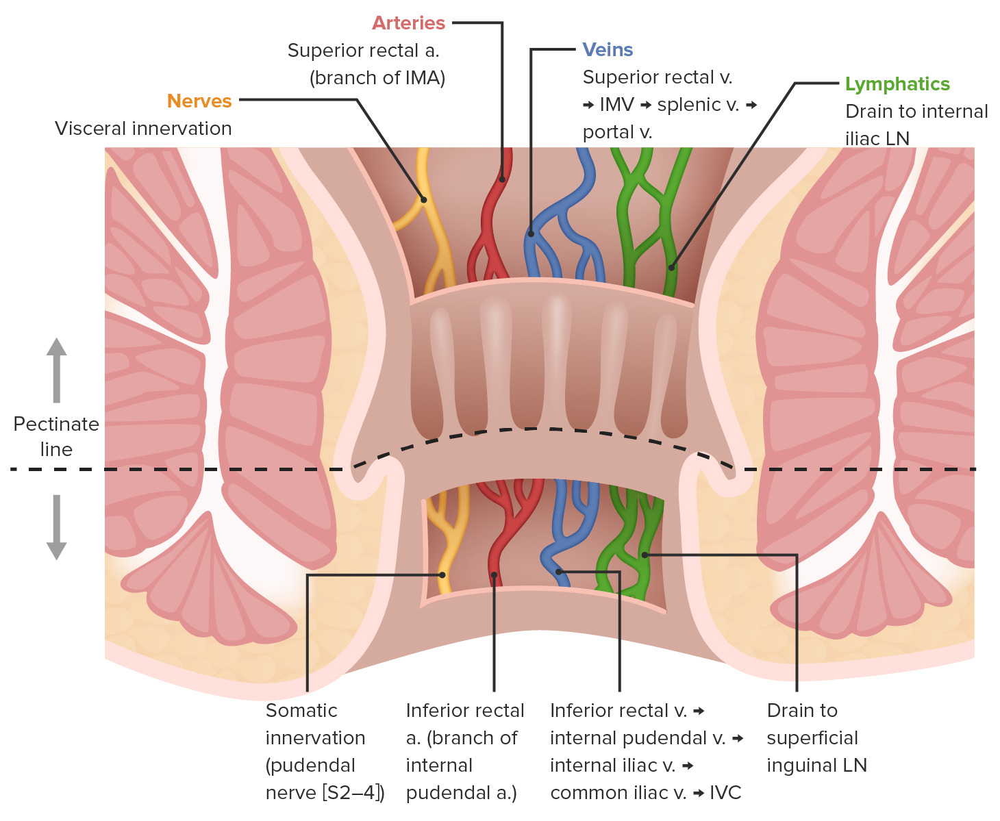 Arteries
Superior rectal a.
(branch of IMA)
Veins
Superior rectal v.
→ IMV → splenic v. →
portal v.
Lymphatics
Drain to internal
iliac LN
Nerves
Visceral innervation
Pectinate
line
Somatic
innervation
(pudendal
nerve [S2–4])
Inferior rectal
a. (branch of
internal
pudendal a.)
Inferior rectal v. →
internal pudendal v. →
internal iliac v. →
common iliac v. → IVC
Drain to
superficial
inguinal LN